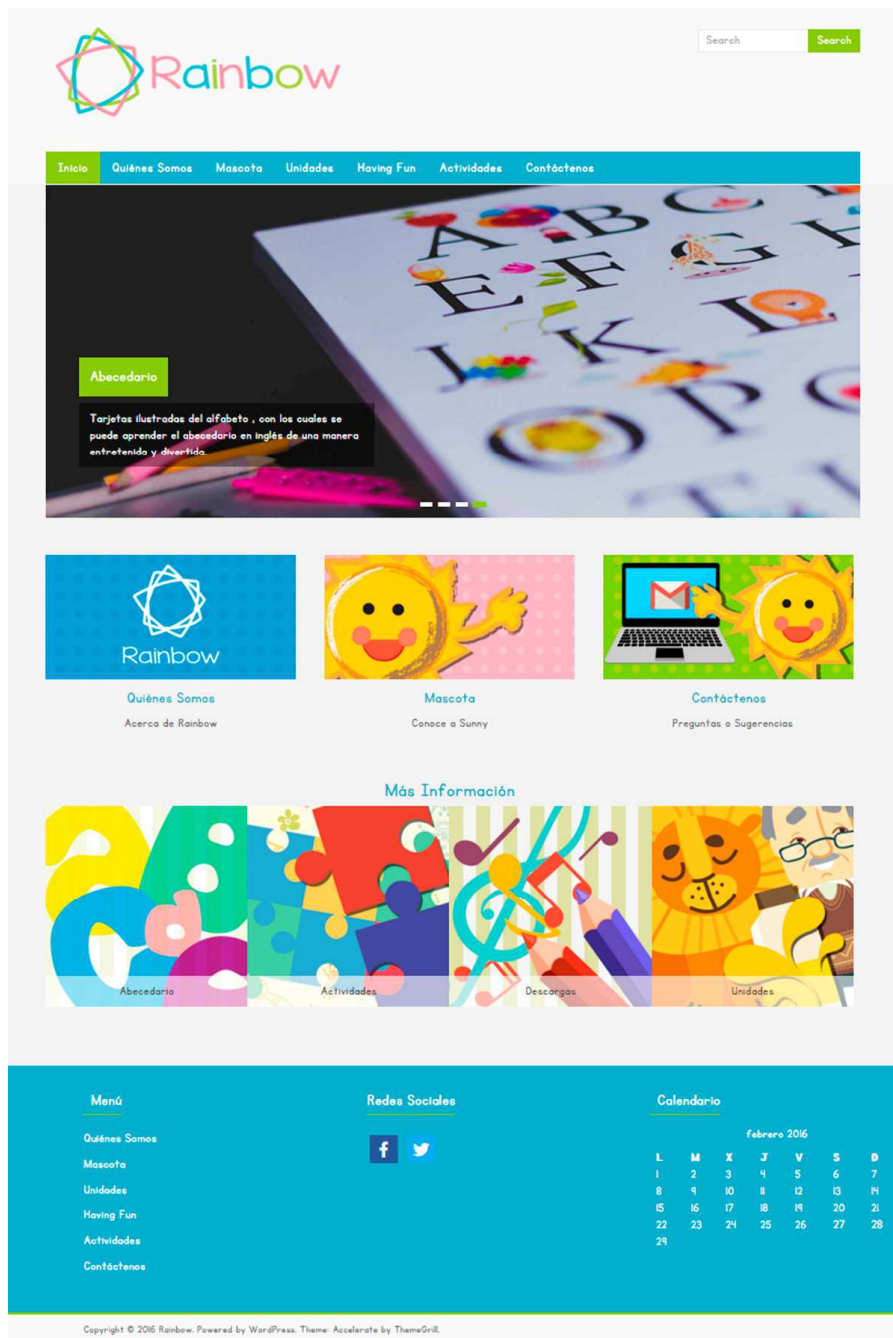 Rainbow
Search Search
Inicio Quiénes Somos Mascota Unidades Having Fun Actividades Contáctenos
A B C
E F G
J K L
O P
Abecedario
Tarjetas ilustradas del alfabeto , con los cuales se
puede aprender el abecedario en inglés de una manera
entretenida y divertida.
Rainbow
Quiénes Somos
Acerca de Rainbow
Mascota
Conoce a Sunny
Contáctenos
Preguntas o Sugerencias
Más Información
Abecedario
Actividades
Descargas
Unidades
Menú
Quiénes Somos
Mascota
Unidades
Having Fun
Actividades
Contáctenos
Redes Sociales
Calendario
febrero 2016
L M X J V S D
1 2 3 4 5 6 7
8 9 10 11 12 13 14
15 16 17 18 19 20 21
22 23 24 25 26 27 28
29
Copyright © 2016 Rainbow. Powered by WordPress. Theme: Accelerate by ThemeGrill.